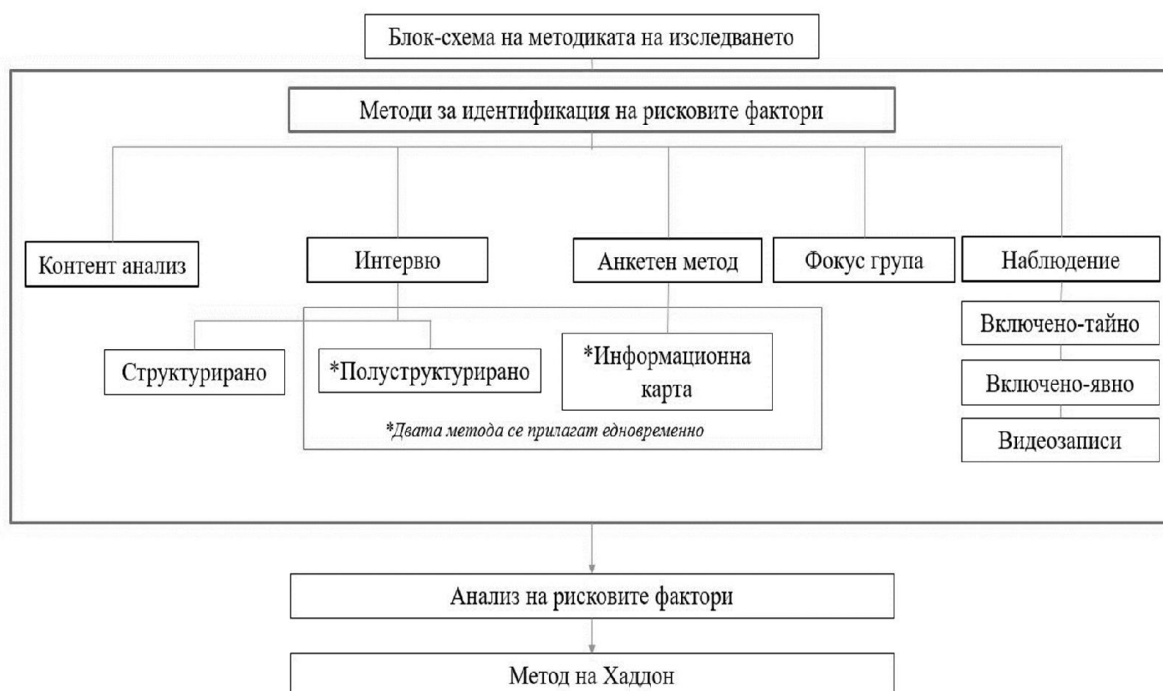 Блок-схема на методиката на изследването
Методи за идентификация на рисковите фактори
Контент анализ
Интервю
Анкетен метод
Фокус група
Наблюдение
Структурирано
*Полуструктурирано
*Информационна
карта
*Двата метода се прилагат едновременно
Включено-тайно
Включено-явно
Видеозаписи
Анализ на рисковите фактори
Метод на Хаддон